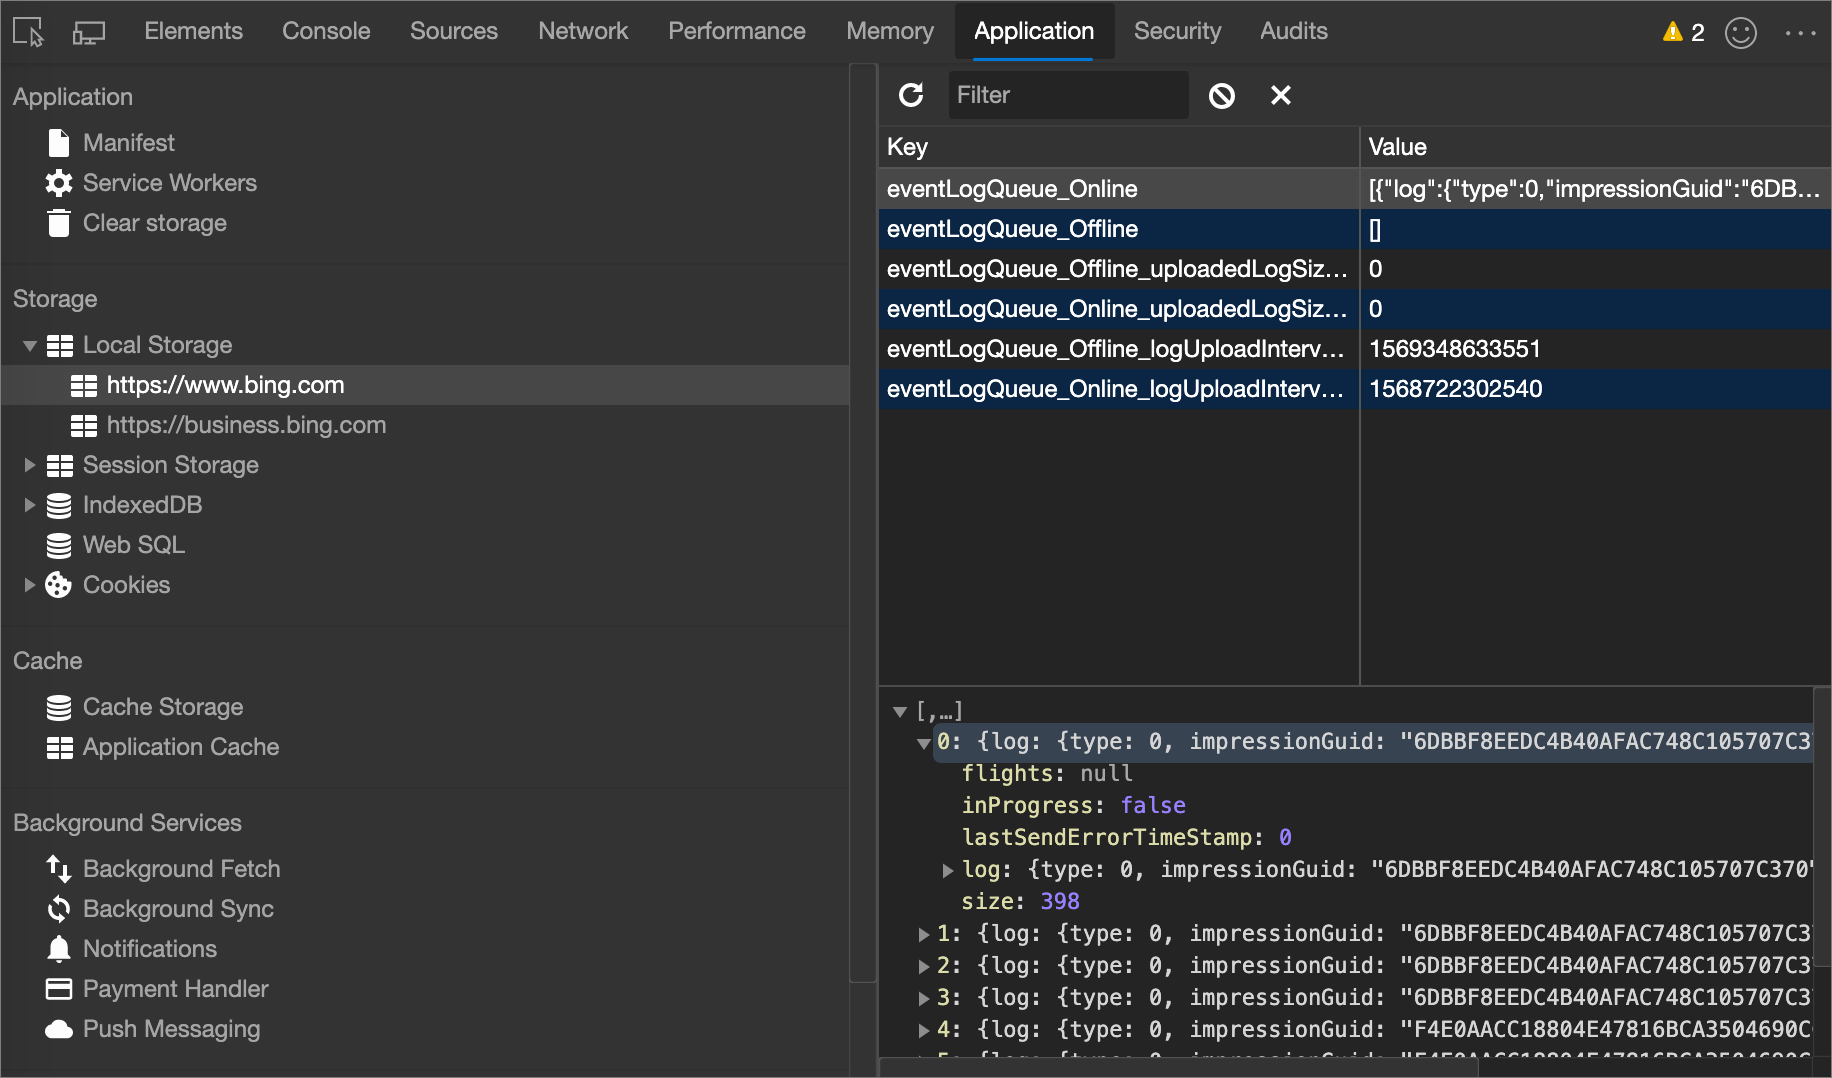 Elements Console Sources Network Performance Memory Application Security Audits 2
Application
Manifest
Service Workers
Clear storage
Storage
Local Storage
https://www.bing.com
https://business.bing.com
Session Storage
IndexedDB
Web SQL
Cookies
Cache
Cache Storage
Application Cache
Background Services
Background Fetch
Background Sync
Notifications
Payment Handler
Push Messaging
Filter
Key Value
eventLogQueue_Online [{"log":{"type":0,"impressionGuid":"6DB...
eventLogQueue_Offline []
eventLogQueue_Offline_uploadedLogSiz... 0
eventLogQueue_Online_uploadedLogSiz... 0
eventLogQueue_Offline_logUploadInterv... 1569348633551
eventLogQueue_Online_logUploadInterv... 1568722302540
[,…]
0: {log: {type: 0, impressionGuid: "6DBBF8EEDC4B40AFAC748C105707C3
flights: null
inProgress: false
lastSendErrorTimeStamp: 0
log: {type: 0, impressionGuid: "6DBBF8EEDC4B40AFAC748C105707C370"
size: 398
1: {log: {type: 0, impressionGuid: "6DBBF8EEDC4B40AFAC748C105707C3
2: {log: {type: 0, impressionGuid: "6DBBF8EEDC4B40AFAC748C105707C3
3: {log: {type: 0, impressionGuid: "6DBBF8EEDC4B40AFAC748C105707C3
4: {log: {type: 0, impressionGuid: "F4E0AACC18804E47816BCA3504690C